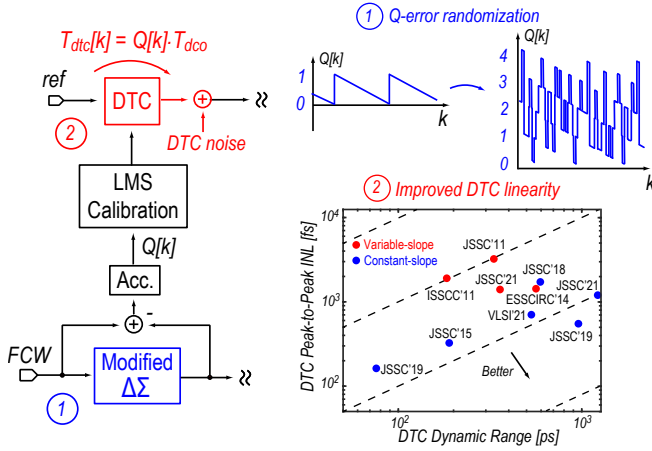 T_dtc[k] = Q[k].T_dco
ref
DTC
2
DTC noise
LMS
Calibration
Q[k]
Acc.
-
FCW
Modified
ΔΣ
1
1 Q-error randomization
Q[k]
1
0
k
Q[k]
4
3
2
1
0
k
2 Improved DTC linearity
DTC Peak-to-Peak INL [fs]
10^4
10^3
10^2
Variable-slope
Constant-slope
JSSC'11
ISSCC'11
JSSC'21
JSSC'18
ESSCIRC'14
JSSC'21
VLSI'21
JSSC'15
JSSC'19
JSSC'19
Better
10^2
10^3
DTC Dynamic Range [ps]